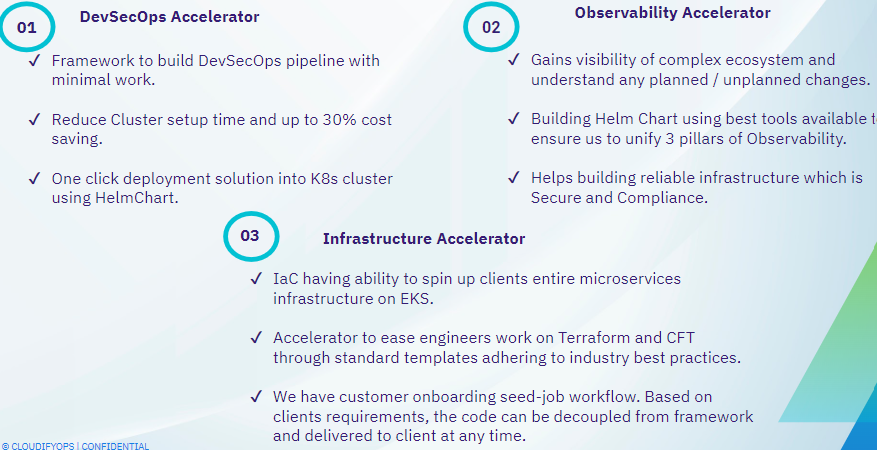 01
DevSecOps Accelerator
✓ Framework to build DevSecOps pipeline with
minimal work.
✓ Reduce Cluster setup time and up to 30% cost
saving.
✓ One click deployment solution into K8s cluster
using HelmChart.
02
Observability Accelerator
✓ Gains visibility of complex ecosystem and
understand any planned / unplanned changes.
✓ Building Helm Chart using best tools available
ensure us to unify 3 pillars of Observability.
✓ Helps building reliable infrastructure which is
Secure and Compliance.
03
Infrastructure Accelerator
✓ IaC having ability to spin up clients entire microservices
infrastructure on EKS.
✓ Accelerator to ease engineers work on Terraform and CFT
through standard templates adhering to industry best practices.
✓ We have customer onboarding seed-job workflow. Based on
clients requirements, the code can be decoupled from framework
and delivered to client at any time.
© CLOUDIFYOPS | CONFIDENTIAL